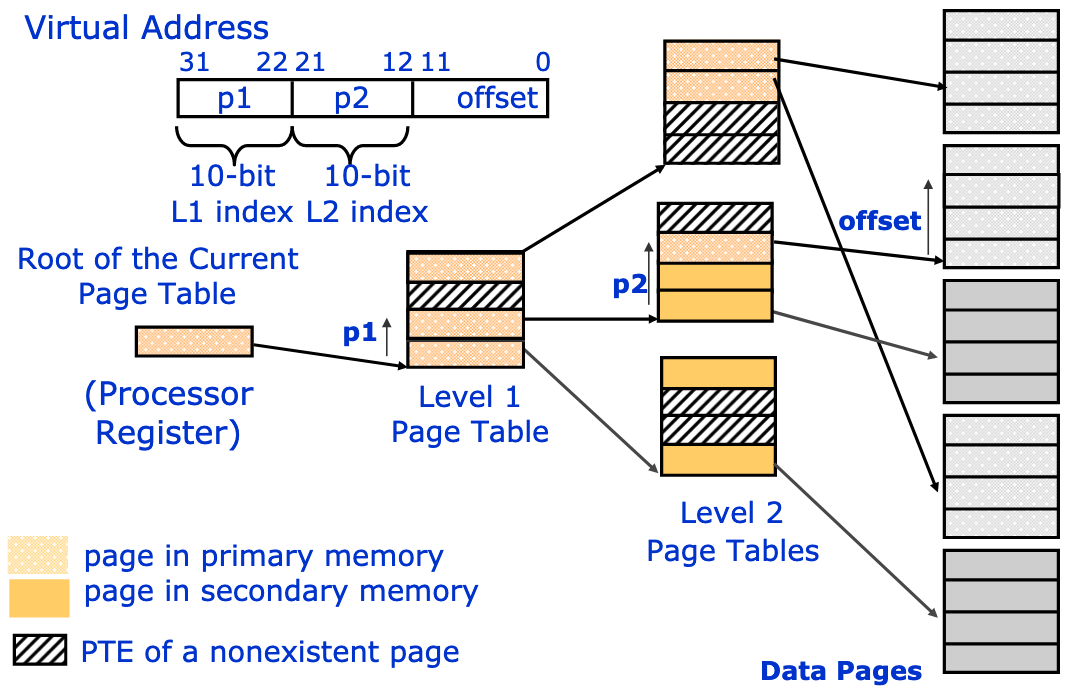 Virtual Address
31 22 21 12 11 0
p1 p2 offset
10-bit 10-bit
L1 index L2 index
Root of the Current
Page Table
(Processor
Register)
p1
Level 1
Page Table
p2
Level 2
Page Tables
offset
Data Pages
page in primary memory
page in secondary memory
PTE of a nonexistent page